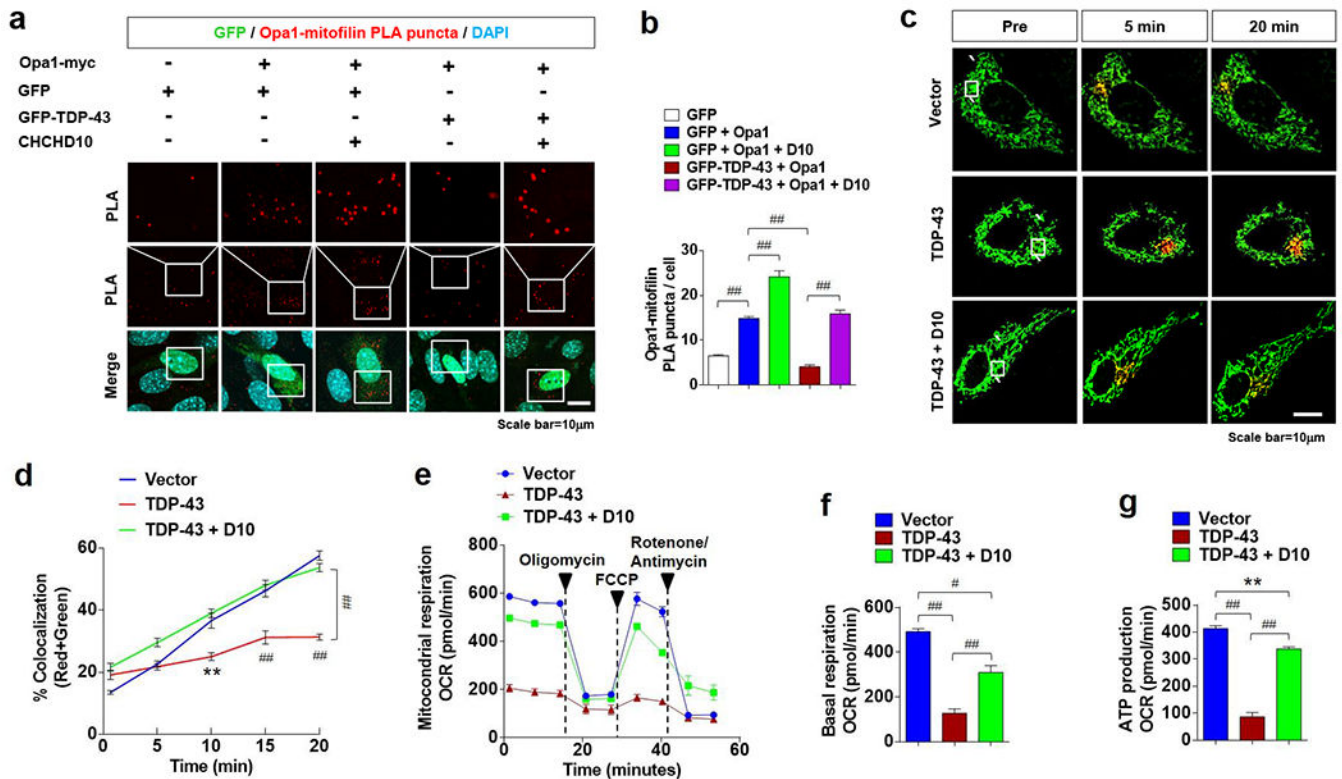 a
GFP / Opa1-mitofilin PLA puncta / DAPI
Opa1-myc - + + + +
GFP + + + - -
GFP-TDP-43 - - - + +
CHCHD10 - - + - +
PLA
PLA
Merge
Scale bar=10μm
b
GFP
GFP + Opa1
GFP + Opa1 + D10
GFP-TDP-43 + Opa1
GFP-TDP-43 + Opa1 + D10
Opa1-mitofilin
PLA puncta / cell
30
20
10
0
##
##
##
##
c
Pre 5 min 20 min
Vector
TDP-43
TDP-43 + D10
Scale bar=10μm
d
Vector
TDP-43
TDP-43 + D10
% Colocalization
(Red+Green)
60
40
20
0
** ## ##
##
0 5 10 15 20
Time (min)
e
Vector
TDP-43
TDP-43 + D10
Mitocondrial respiration
OCR (pmol/min)
800
600
400
200
0
Oligomycin
FCCP
Rotenone/
Antimycin
0 20 40 60
Time (minutes)
f
Vector
TDP-43
TDP-43 + D10
Basal respiration
OCR (pmol/min)
600
400
200
0
#
##
##
g
Vector
TDP-43
TDP-43 + D10
ATP production
OCR (pmol/min)
500
400
300
200
100
0
**
##
##